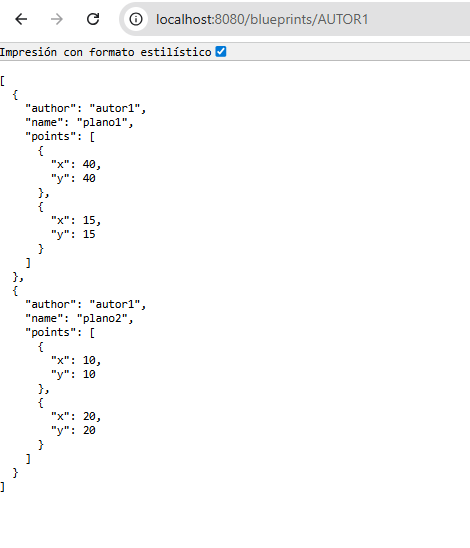 localhost:8080/blueprints/AUTOR1
Impresión con formato estilístico
[
  {
    "author": "autor1",
    "name": "plano1",
    "points": [
      {
        "x": 40,
        "y": 40
      },
      {
        "x": 15,
        "y": 15
      }
    ]
  },
  {
    "author": "autor1",
    "name": "plano2",
    "points": [
      {
        "x": 10,
        "y": 10
      },
      {
        "x": 20,
        "y": 20
      }
    ]
  }
]